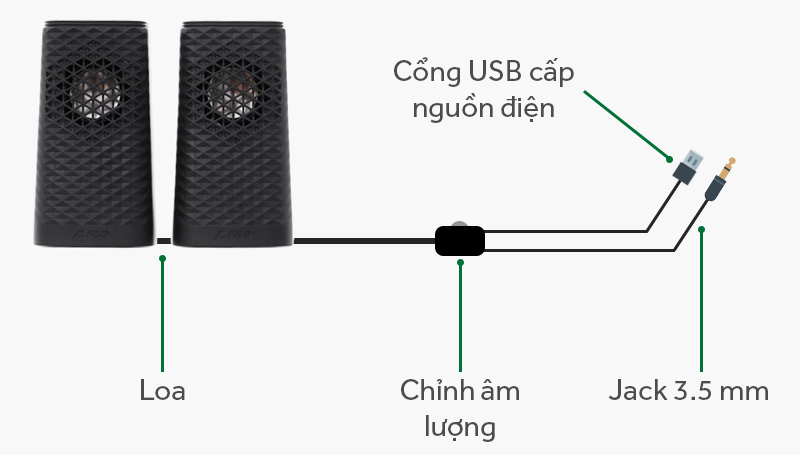 Cổng USB cấp
nguồn điện
Loa
Chỉnh âm
lượng
Jack 3.5 mm